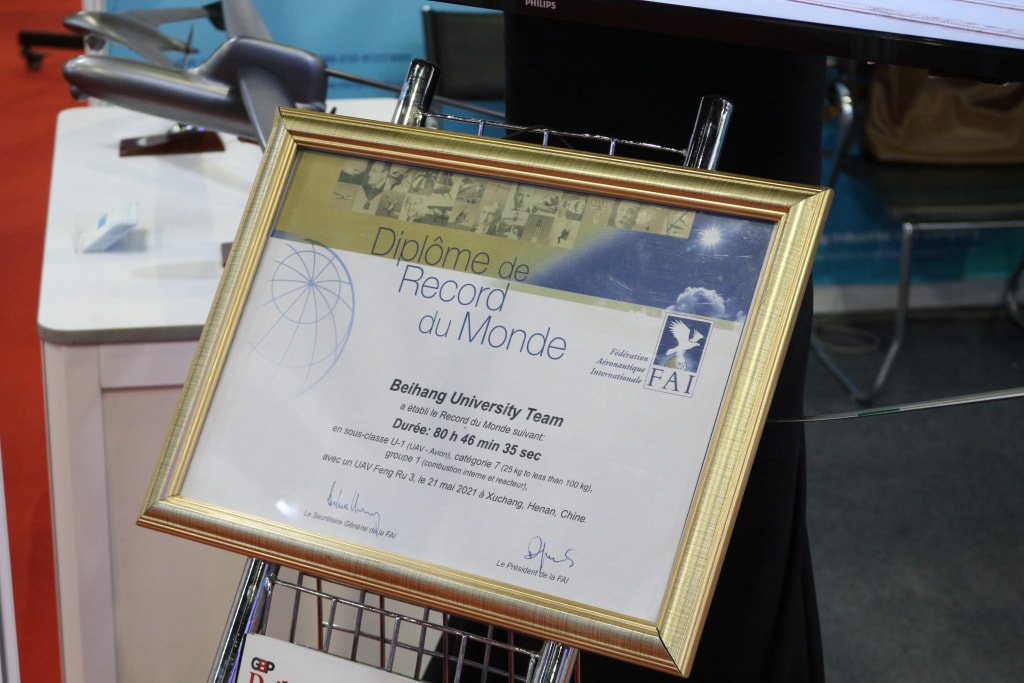 PHILIPS
Diplôme de
Record
du Monde
Fédération
Aéronautique
Internationale
FAI
Beihang University Team
a établi le Record du Monde suivant:
Durée: 80 h 46 min 35 sec
en sous-classe U-1 (UAV - Avion), catégorie 7 (25 kg to less than 100 kg),
groupe 1 (combustion interne et reacteur),
avec un UAV Feng Ru 3, le 21 mai 2021 à Xuchang, Henan, Chine.
Le Secrétaire Général de la FAI
Le Président de la FAI